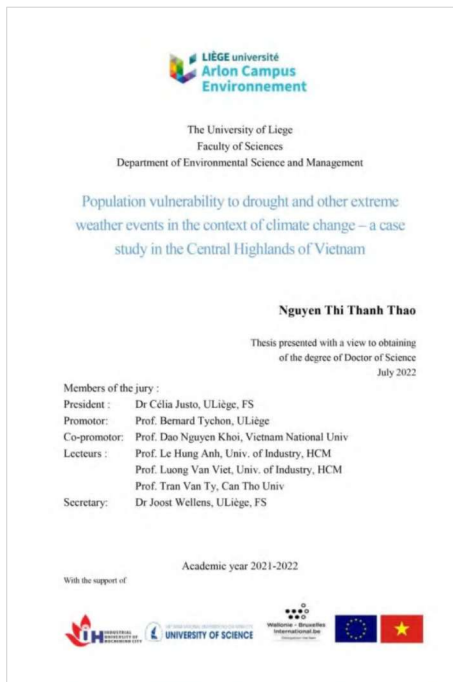 LIÈGE université
Arlon Campus
Environnement
The University of Liege
Faculty of Sciences
Department of Environmental Science and Management
Population vulnerability to drought and other extreme
weather events in the context of climate change – a case
study in the Central Highlands of Vietnam
Nguyen Thi Thanh Thao
Thesis presented with a view to obtaining
of the degree of Doctor of Science
July 2022
Members of the jury :
President : Dr Célia Justo, ULiège, FS
Promotor: Prof. Bernard Tychon, ULiège
Co-promotor: Prof. Dao Nguyen Khoi, Vietnam National Univ
Lecteurs : Prof. Le Hung Anh, Univ. of Industry, HCM
Prof. Luong Van Viet, Univ. of Industry, HCM
Prof. Tran Van Ty, Can Tho Univ
Secretary: Dr Joost Wellens, ULiège, FS
Academic year 2021-2022
With the support of
INDUSTRIAL
UNIVERSITY OF
HOCHIMINH CITY
UNIVERSITY OF SCIENCE
Wallonie - Bruxelles
International.be